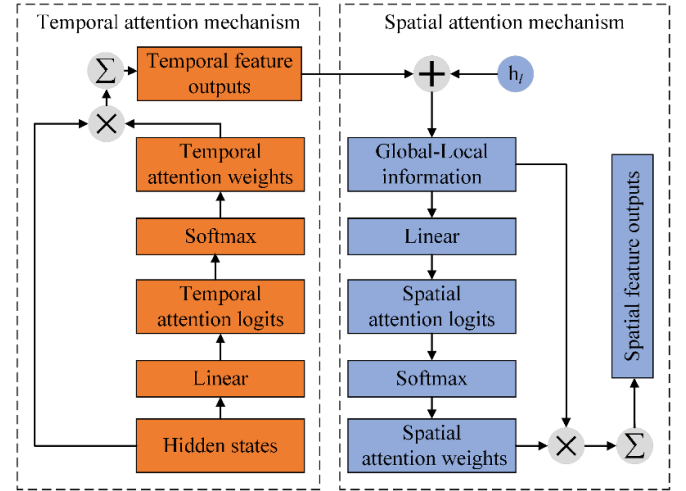 Temporal attention mechanism
Σ
Temporal feature
outputs
×
Temporal
attention weights
Softmax
Temporal
attention logits
Linear
Hidden states
Spatial attention mechanism
+
h_l
Global-Local
information
Linear
Spatial
attention logits
Softmax
Spatial
attention weights
×
Σ
Spatial feature outputs